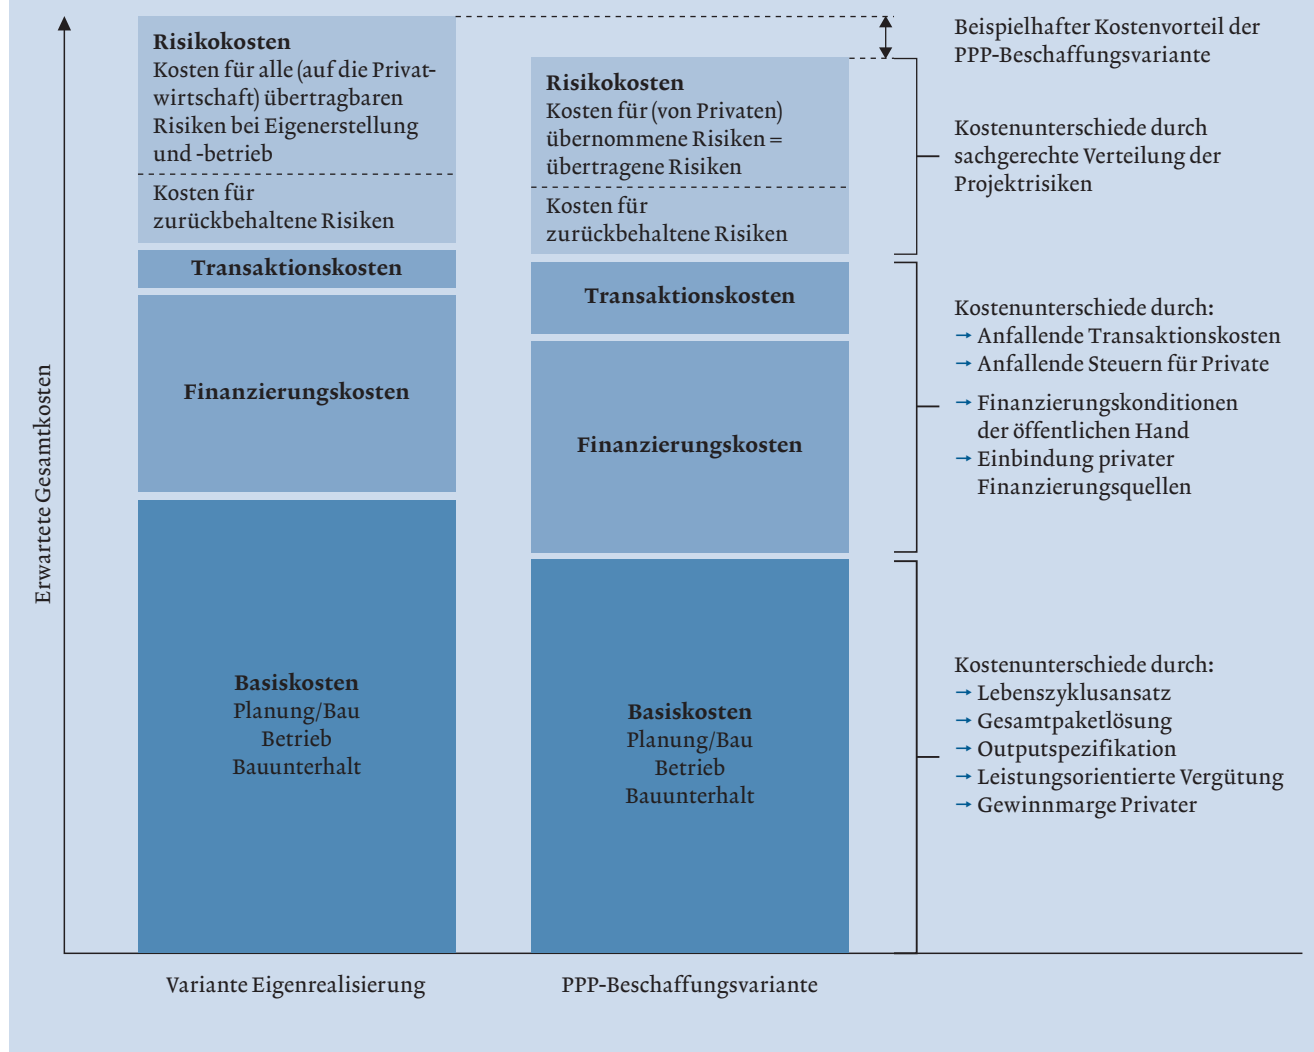 Erwartete Gesamtkosten
Risikokosten
Kosten für alle (auf die Privat-
wirtschaft) übertragbaren
Risiken bei Eigenerstellung
und -betrieb
Kosten für
zurückbehaltene Risiken
Transaktionskosten
Finanzierungskosten
Basiskosten
Planung/Bau
Betrieb
Bauunterhalt
Variante Eigenrealisierung
Risikokosten
Kosten für (von Privaten)
übernommene Risiken =
übertragene Risiken
Kosten für
zurückbehaltene Risiken
Transaktionskosten
Finanzierungskosten
Basiskosten
Planung/Bau
Betrieb
Bauunterhalt
PPP-Beschaffungsvariante
Beispielhafter Kostenvorteil der
PPP-Beschaffungsvariante
Kostenunterschiede durch
sachgerechte Verteilung der
Projektrisiken
Kostenunterschiede durch:
→ Anfallende Transaktionskosten
→ Anfallende Steuern für Private
→ Finanzierungskonditionen
der öffentlichen Hand
→ Einbindung privater
Finanzierungsquellen
Kostenunterschiede durch:
→ Lebenszyklusansatz
→ Gesamtpaketlösung
→ Outputspezifikation
→ Leistungsorientierte Vergütung
→ Gewinnmarge Privater